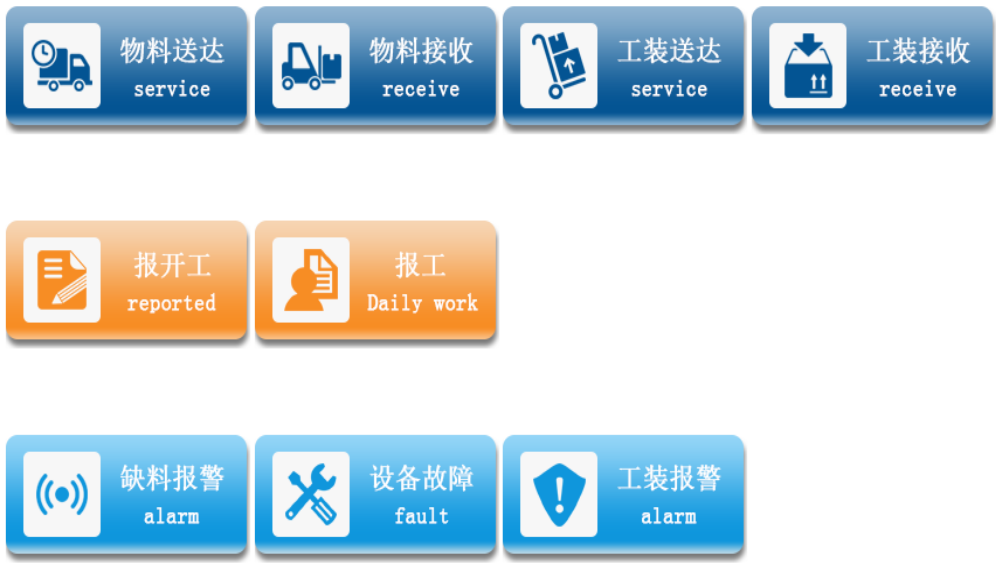 物料送达
service
物料接收
receive
工装送达
service
工装接收
receive
报开工
reported
报工
Daily work
缺料报警
alarm
设备故障
fault
工装报警
alarm